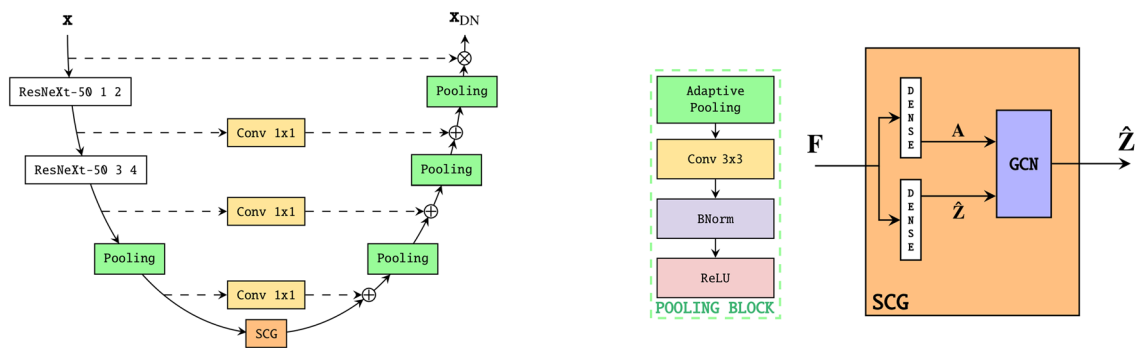 x
x_DN
ResNeXt-50 1 2
Pooling
Conv 1x1
ResNeXt-50 3 4
Pooling
Conv 1x1
Pooling
Pooling
Conv 1x1
SCG
Adaptive
Pooling
Conv 3x3
BNorm
ReLU
POOLING BLOCK
F
DENSE
A
GCN
Ẑ
DENSE
Ẑ
SCG